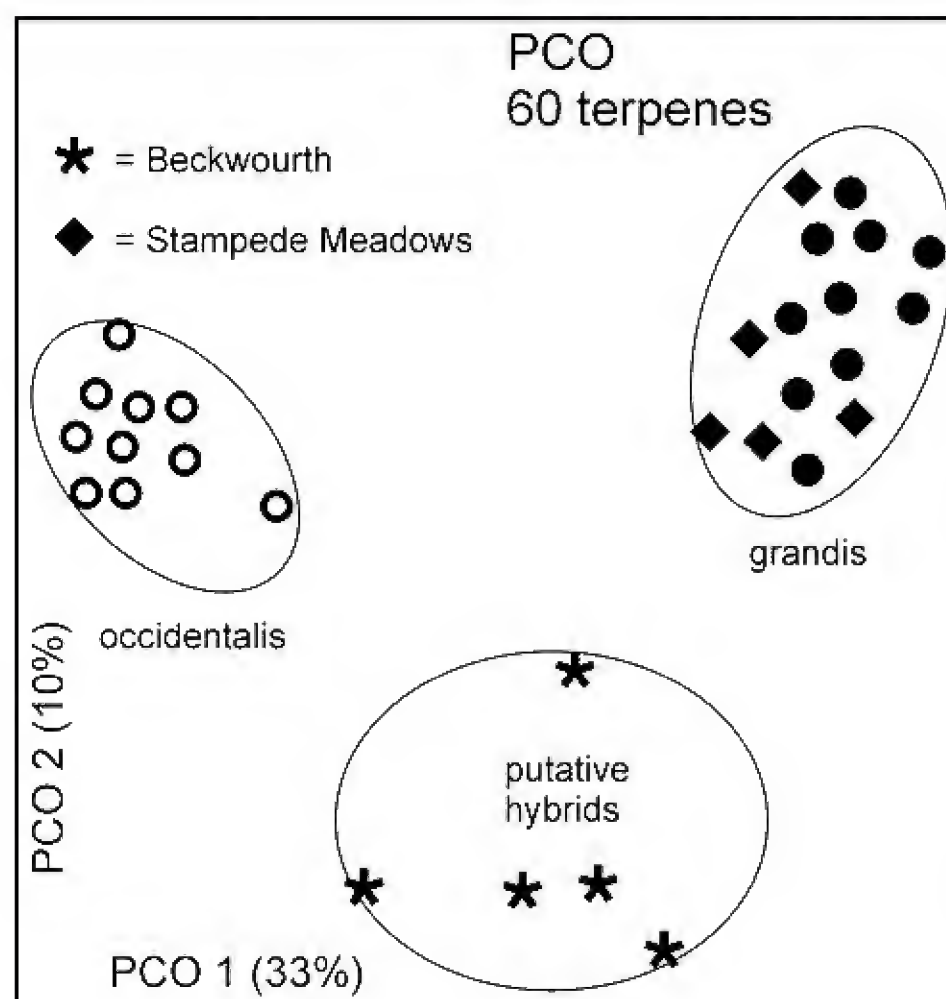 PCO
60 terpenes
= Beckwourth
= Stampede Meadows
grandis
occidentalis
PCO 2 (10%)
putative
hybrids
PCO 1 (33%)